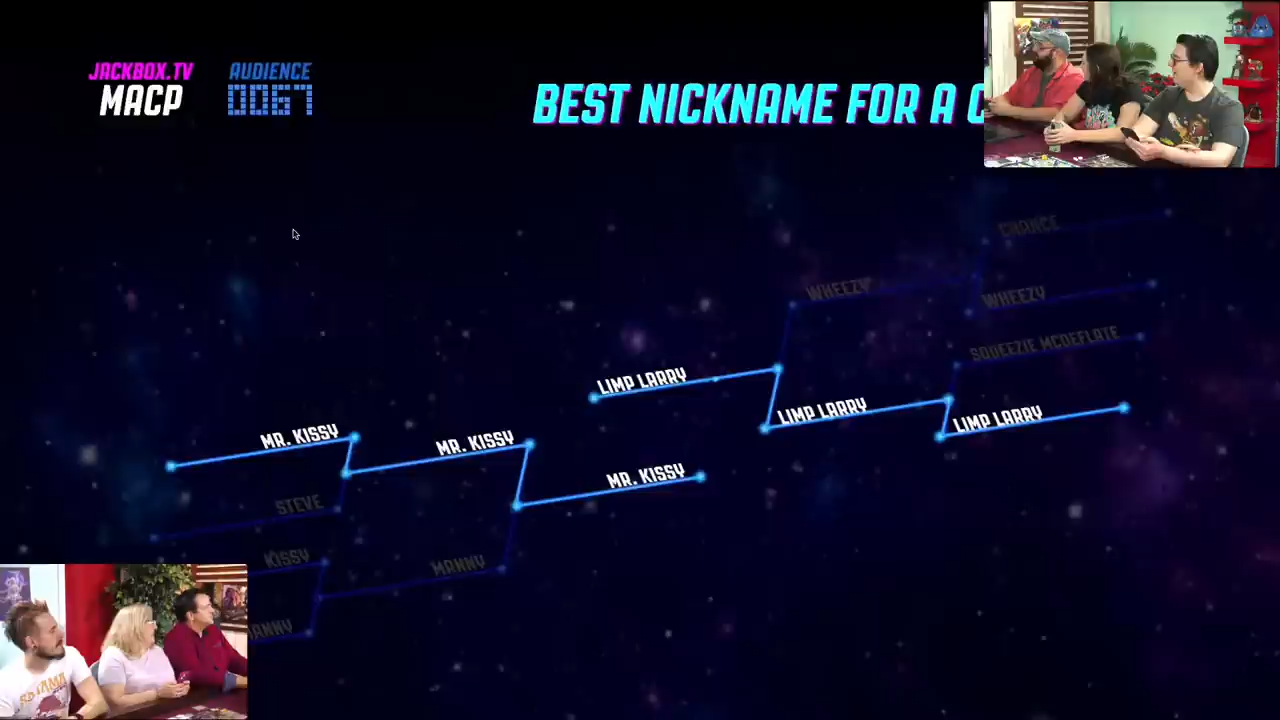 JACKBOX.TV
MACP
AUDIENCE
0067
BEST NICKNAME FOR A
CHANCE
WHEEZY
WHEEZY
SQUEEZIE MCDEFLATE
LIMP LARRY
LIMP LARRY
LIMP LARRY
MR. KISSY
MR. KISSY
MR. KISSY
STEVE
KISSY
MANNY